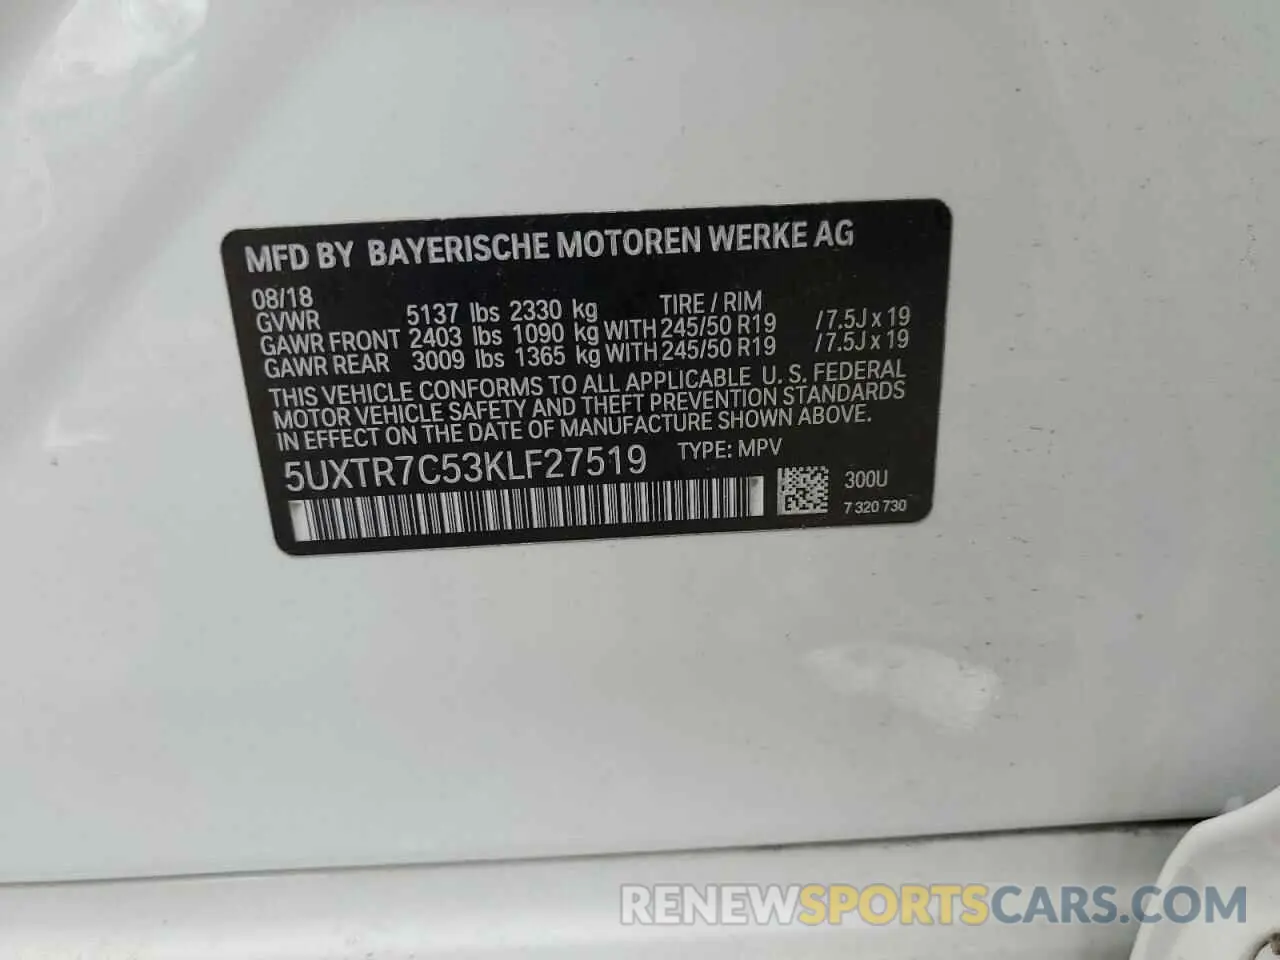 MFD BY BAYERISCHE MOTOREN WERKE AG
08/18
GVWR 5137 lbs 2330 kg TIRE / RIM
GAWR FRONT 2403 lbs 1090 kg WITH 245/50 R19 /7.5J x 19
GAWR REAR 3009 lbs 1365 kg WITH 245/50 R19 /7.5J x 19
THIS VEHICLE CONFORMS TO ALL APPLICABLE U. S. FEDERAL
MOTOR VEHICLE SAFETY AND THEFT PREVENTION STANDARDS
IN EFFECT ON THE DATE OF MANUFACTURE SHOWN ABOVE.
5UXTR7C53KLF27519 TYPE: MPV
300U
7 320 730
RENEWSPORTSCARS.COM